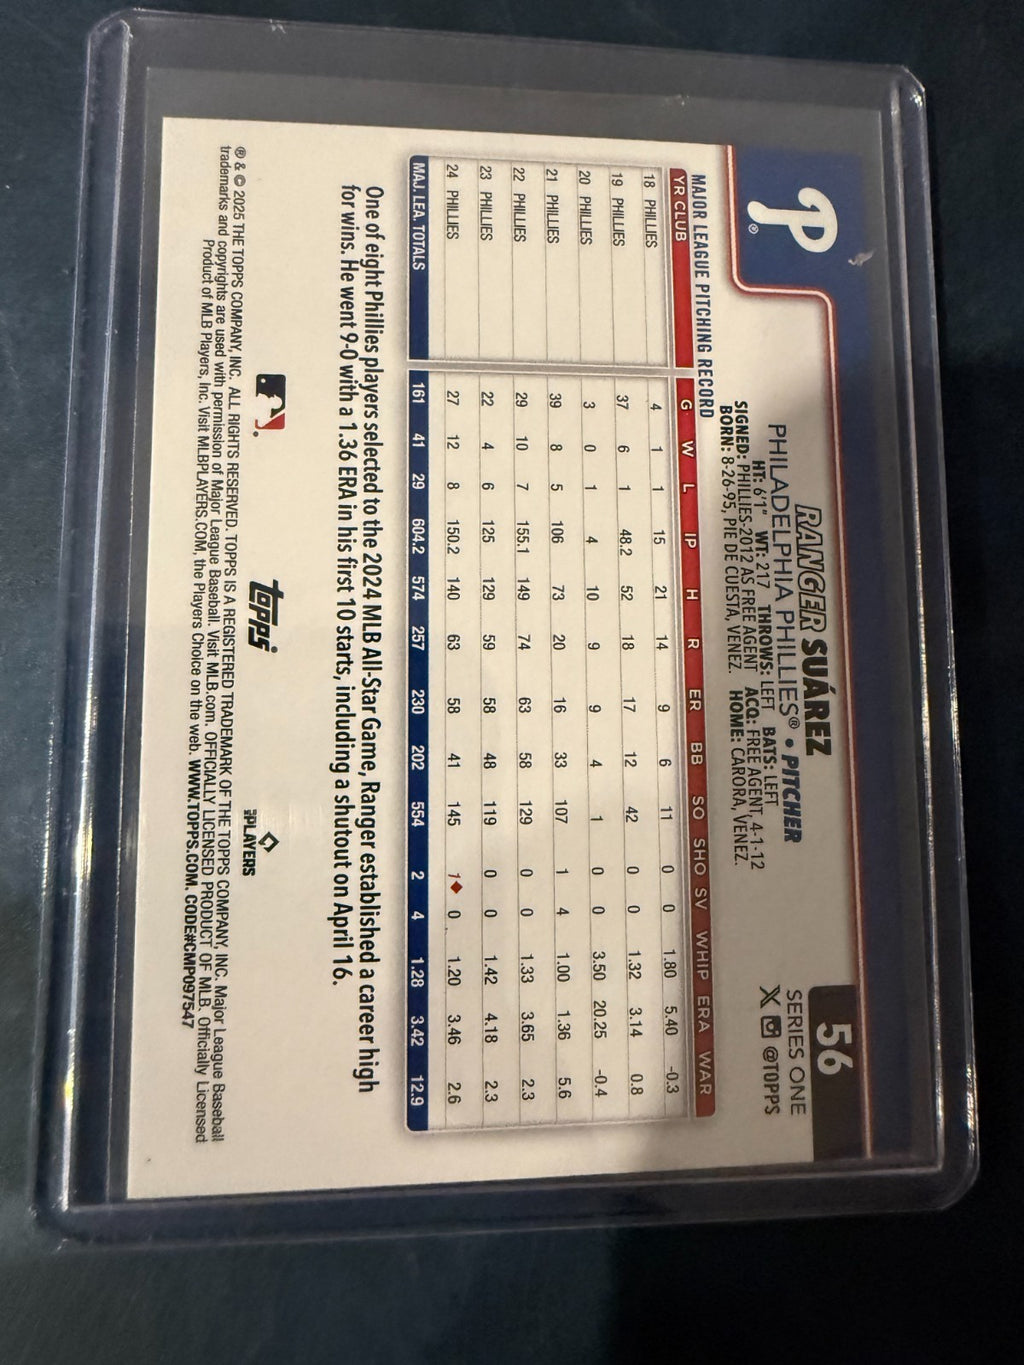 P®
56
RANGER SUÁREZ
PHILADELPHIA PHILLIES® • PITCHER
SERIES ONE
HT: 6'1" WT: 217 THROWS: LEFT BATS: LEFT
@TOPPS
SIGNED: PHILLIES-2012 AS FREE AGENT ACQ: FREE AGENT, 4-1-12
BORN: 8-26-95, PIE DE CUESTA, VENEZ. HOME: CARORA, VENEZ.
MAJOR LEAGUE PITCHING RECORD
YR CLUB G W L IP H R ER BB SO SHO SV WHIP ERA WAR
18 PHILLIES 4 1 1 15 21 14 9 6 11 0 0 1.80 5.40 -0.3
19 PHILLIES 37 6 1 48.2 52 18 17 12 42 0 0 1.32 3.14 0.8
20 PHILLIES 3 0 1 4 10 9 9 4 1 0 0 3.50 20.25 -0.4
21 PHILLIES 39 8 5 106 73 20 16 33 107 1 4 1.00 1.36 5.6
22 PHILLIES 29 10 7 155.1 149 74 63 58 129 0 0 1.33 3.65 2.3
23 PHILLIES 22 4 6 125 129 59 58 48 119 0 0 1.42 4.18 2.3
24 PHILLIES 27 12 8 150.2 140 63 58 41 145 1◆ 0 1.20 3.46 2.6
MAJ. LEA. TOTALS 161 41 29 604.2 574 257 230 202 554 2 4 1.28 3.42 12.9
One of eight Phillies players selected to the 2024 MLB All-Star Game, Ranger established a career high
for wins. He went 9-0 with a 1.36 ERA in his first 10 starts, including a shutout on April 16.
topps
PLAYERS
® & © 2025 THE TOPPS COMPANY, INC. ALL RIGHTS RESERVED. TOPPS IS A REGISTERED TRADEMARK OF THE TOPPS COMPANY, INC. Major League Baseball
trademarks and copyrights are used with permission of Major League Baseball. Visit MLB.com. OFFICIALLY LICENSED PRODUCT OF MLB. Officially Licensed
Product of MLB Players, Inc. Visit MLBPLAYERS.COM, the Players Choice on the web. WWW.TOPPS.COM. CODE#CMP097547